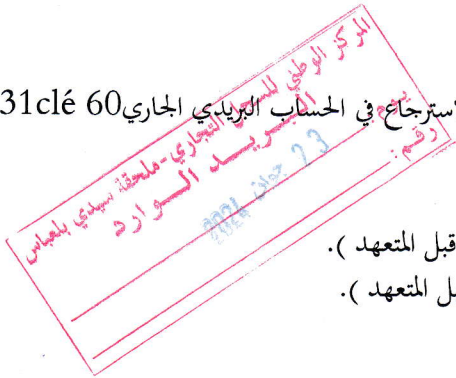 المركز الوطني للسجل التجاري - ملحقة سيدي بلعباس
البريد الوارد
رقم :
23 جوان 2024
استرجاع في الحساب البريدي الجاري 31clé 60
قبل المتعهد ).
ل المتعهد ).